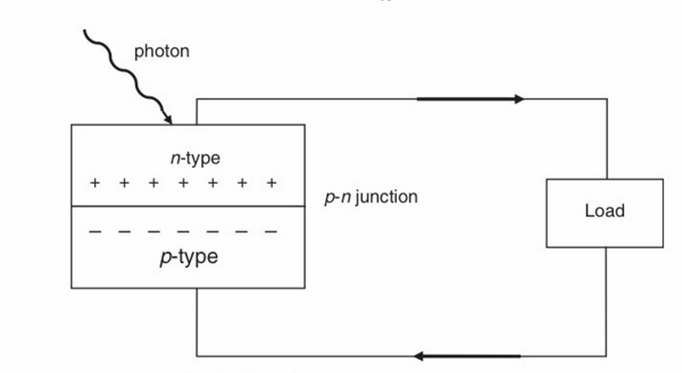 photon
n-type
+ + + + + + +
p-n junction
− − − − − − −
p-type
Load